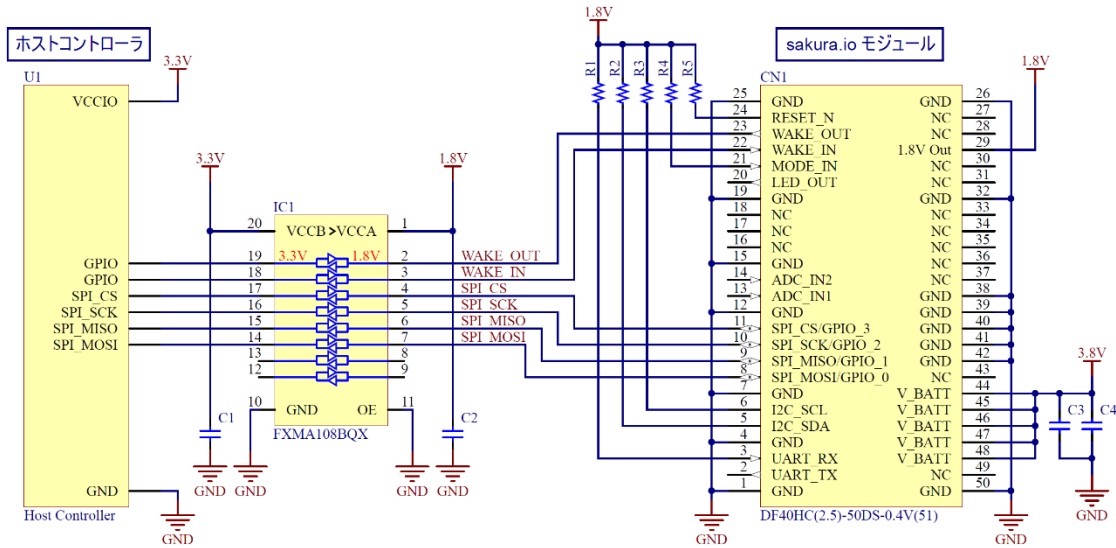 ホストコントローラ
sakura.io モジュール
1.8V
3.3V
U1
VCCIO
GPIO
GPIO
SPI_CS
SPI_SCK
SPI_MISO
SPI_MOSI
GND
Host Controller
GND
3.3V
1.8V
IC1
20 VCCB>VCCA 1
19 3.3V 1.8V 2 WAKE_OUT
18 3 WAKE_IN
17 4 SPI_CS
16 5 SPI_SCK
15 6 SPI_MISO
14 7 SPI_MOSI
13 8
12 9
10 GND OE 11
FXMA108BQX
C1
C2
GND
GND
GND
GND
R1
R2
R3
R4
R5
CN1
1.8V
25 GND GND 26
24 RESET_N NC 27
23 WAKE_OUT NC 28
22 WAKE_IN 1.8V Out 29
21 MODE_IN NC 30
20 LED_OUT NC 31
19 GND GND 32
18 NC NC 33
17 NC NC 34
16 NC NC 35
15 GND NC 36
14 ADC_IN2 NC 37
13 ADC_IN1 GND 38
12 GND GND 39
11 SPI_CS/GPIO_3 GND 40
10 SPI_SCK/GPIO_2 GND 41
9 SPI_MISO/GPIO_1 GND 42
8 SPI_MOSI/GPIO_0 NC 43
7 GND V_BATT 44
6 I2C_SCL V_BATT 45
5 I2C_SDA V_BATT 46
4 GND V_BATT 47
3 UART_RX V_BATT 48
2 UART_TX NC 49
1 GND GND 50
DF40HC(2.5)-50DS-0.4V(51)
3.8V
C3
C4
GND
GND
GND